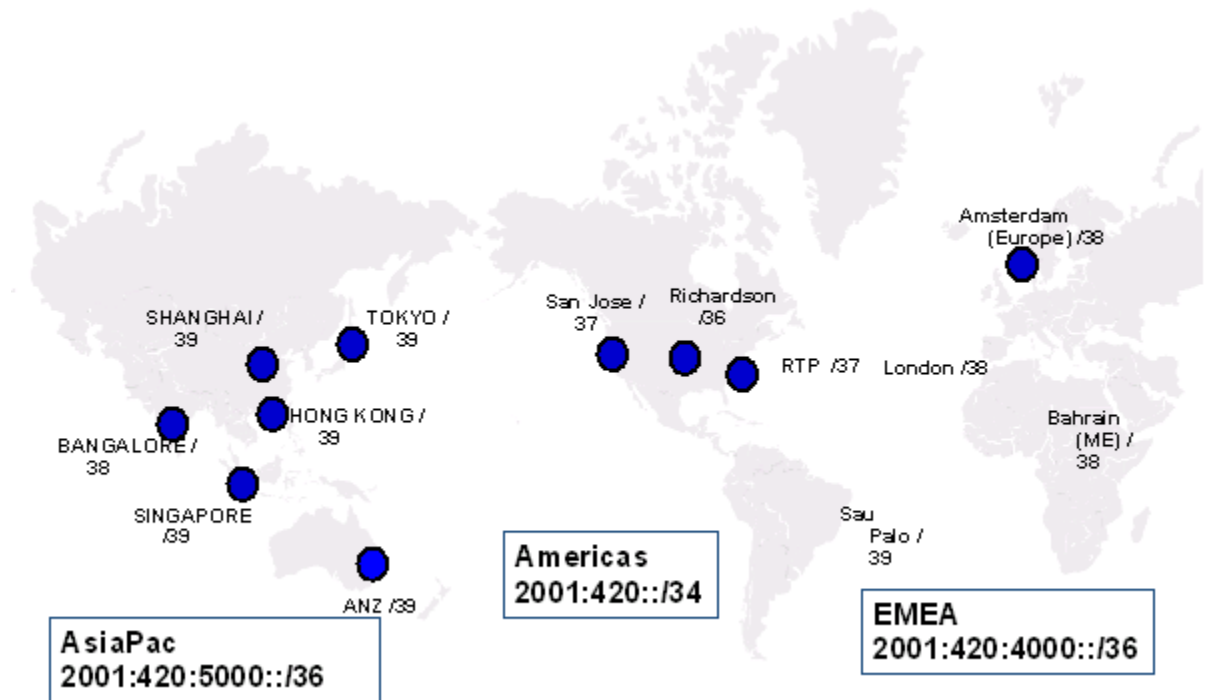 Amsterdam
(Europe) /38
SHANGHAI /
39
TOKYO /
39
San Jose /
37
Richardson
/36
RTP /37
London /38
HONG KONG /
39
BANGALORE /
38
Bahrain
(ME) /
38
SINGAPORE
/39
Sau
Palo /
39
ANZ /39
Americas
2001:420::/34
EMEA
2001:420:4000::/36
AsiaPac
2001:420:5000::/36